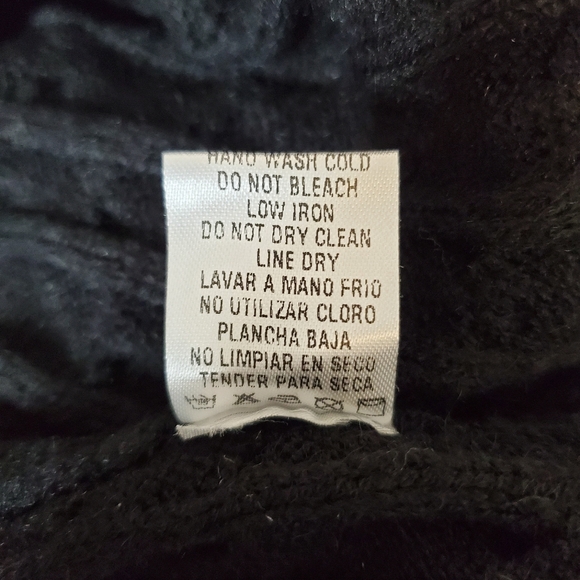 HAND WASH COLD
DO NOT BLEACH
LOW IRON
DO NOT DRY CLEAN
LINE DRY
LAVAR A MANO FRIO
NO UTILIZAR CLORO
PLANCHA BAJA
NO LIMPIAR EN SECO
TENDER PARA SECA